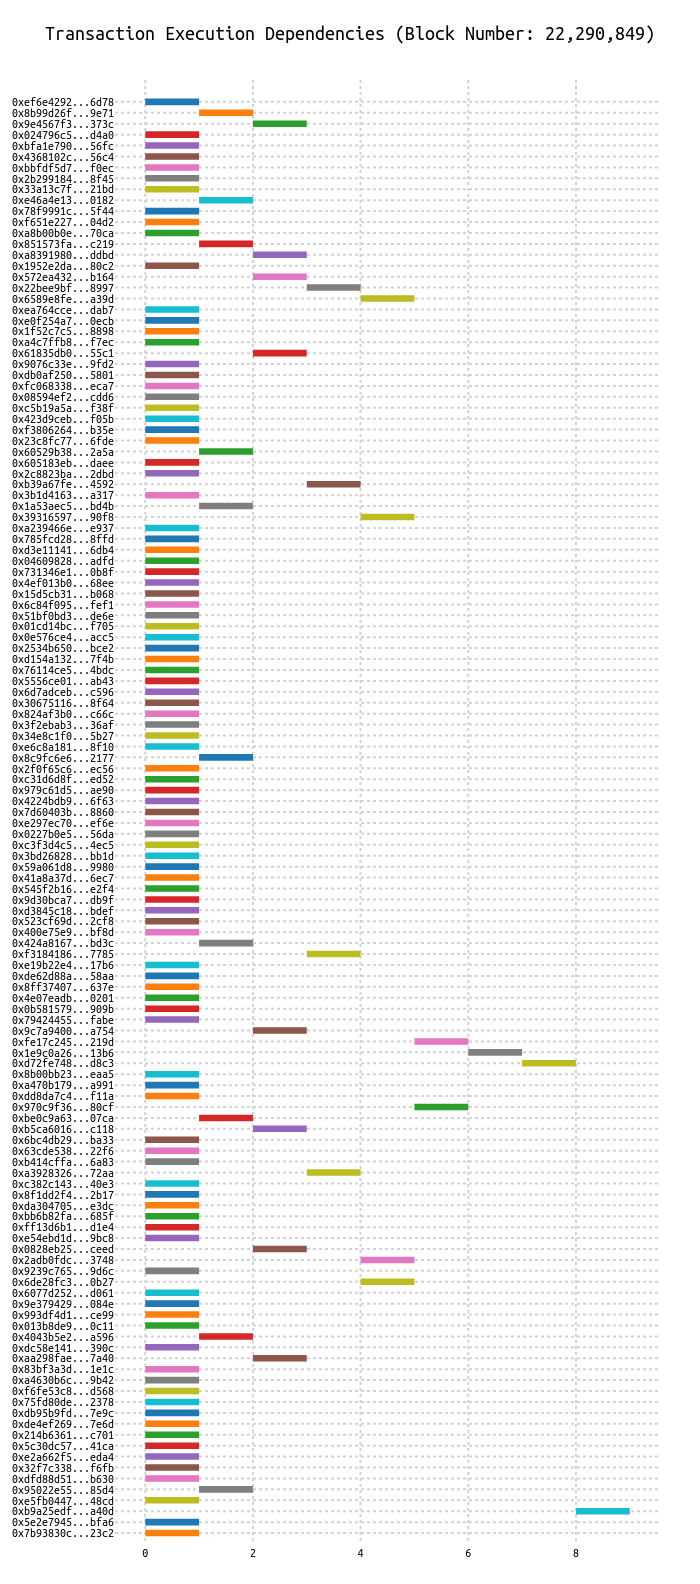 Transaction Execution Dependencies (Block Number: 22,290,849)
0xef6e4292...6d78
0x8b99d26f...9e71
0x9e4567f3...373c
0x024796c5...d4a0
0xbfa1e790...56fc
0x4368102c...56c4
0xbbfdf5d7...f0ec
0x2b299184...8f45
0x33a13c7f...21bd
0xe46a4e13...0182
0x78f9991c...5f44
0xf651e227...04d2
0xa8b00b0e...70ca
0x851573fa...c219
0xa8391980...ddbd
0x1952e2da...80c2
0x572ea432...b164
0x22bee9bf...8997
0x6589e8fe...a39d
0xea764cce...dab7
0xe0f254a7...0ecb
0x1f52c7c5...8898
0xa4c7ffb8...f7ec
0x61835db0...55c1
0x9076c33e...9fd2
0xdb0af250...5801
0xfc068338...eca7
0x08594ef2...cdd6
0xc5b19a5a...f38f
0x423d9ceb...f05b
0xf3806264...b35e
0x23c8fc77...6fde
0x60529b38...2a5a
0x605183eb...daee
0x2c8823ba...2dbd
0xb39a67fe...4592
0x3b1d4163...a317
0x1a53aec5...bd4b
0x39316597...90f8
0xa239466e...e937
0x785fcd28...8ffd
0xd3e11141...6db4
0x04609828...adfd
0x731346e1...0b8f
0x4ef013b0...68ee
0x15d5cb31...b068
0x6c84f095...fef1
0x51bf0bd3...de6e
0x01cd14bc...f705
0x0e576ce4...acc5
0x2534b650...bce2
0xd154a132...7f4b
0x76114ce5...4bdc
0x5556ce01...ab43
0x6d7adceb...c596
0x30675116...8f64
0x824af3b0...c66c
0x3f2ebab3...36af
0x34e8c1f0...5b27
0xe6c8a181...8f10
0x8c9fc6e6...2177
0x2f0f65c6...ec56
0xc31d6d8f...ed52
0x979c61d5...ae90
0x4224bdb9...6f63
0x7d60403b...8860
0xe297ec70...ef6e
0x0227b0e5...56da
0xc3f3d4c5...4ec5
0x3bd26828...bb1d
0x59a061d8...9980
0x41a8a37d...6ec7
0x545f2b16...e2f4
0x9d30bca7...db9f
0xd3845c18...bdef
0x523cf69d...2cf8
0x400e75e9...bf8d
0x424a8167...bd3c
0xf3184186...7785
0xe19b22e4...17b6
0xde62d88a...58aa
0x8ff37407...637e
0x4e07eadb...0201
0x0b581579...909b
0x79424455...fabe
0x9c7a9400...a754
0xfe17c245...219d
0x1e9c0a26...13b6
0xd72fe748...d8c3
0x8b00bb23...eaa5
0xa470b179...a991
0xdd8da7c4...f11a
0x970c9f36...80cf
0xbe0c9a63...07ca
0xb5ca6016...c118
0x6bc4db29...ba33
0x63cde538...22f6
0xb414cffa...6a83
0xa3928326...72aa
0xc382c143...40e3
0x8f1dd2f4...2b17
0xda304705...e3dc
0xbb6b82fa...685f
0xff13d6b1...d1e4
0xe54ebd1d...9bc8
0x0828eb25...ceed
0x2adb0fdc...3748
0x9239c765...9d6c
0x6de28fc3...0b27
0x6077d252...d061
0x9e379429...084e
0x993df4d1...ce99
0x013b8de9...0c11
0x4043b5e2...a596
0xdc58e141...390c
0xaa298fae...7a40
0x83bf3a3d...1e1c
0xa4630b6c...9b42
0xf6fe53c8...d568
0x75fd80de...2378
0xdb95b9fd...7e9c
0xde4ef269...7e6d
0x214b6361...c701
0x5c30dc57...41ca
0xe2a662f5...eda4
0x32f7c338...f6fb
0xdfd88d51...b630
0x95022e55...85d4
0xe5fb0447...48cd
0xb9a25edf...a40d
0x5e2e7945...bfa6
0x7b93830c...23c2
0 2 4 6 8